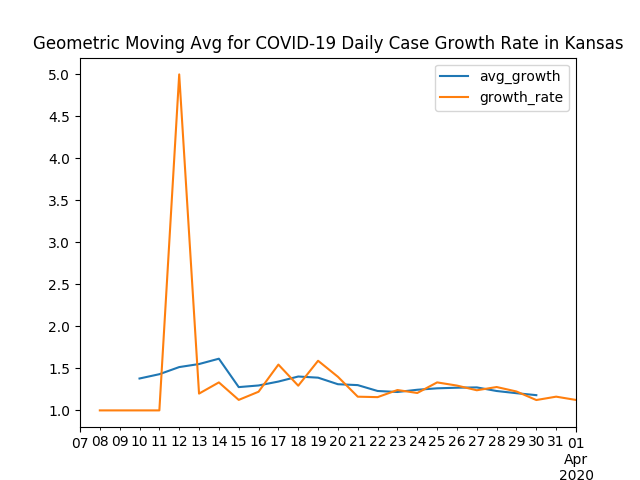 Geometric Moving Avg for COVID-19 Daily Case Growth Rate in Kansas
avg_growth
growth_rate
5.0
4.5
4.0
3.5
3.0
2.5
2.0
1.5
1.0
07 08 09 10 11 12 13 14 15 16 17 18 19 20 21 22 23 24 25 26 27 28 29 30 31 01
Apr
2020